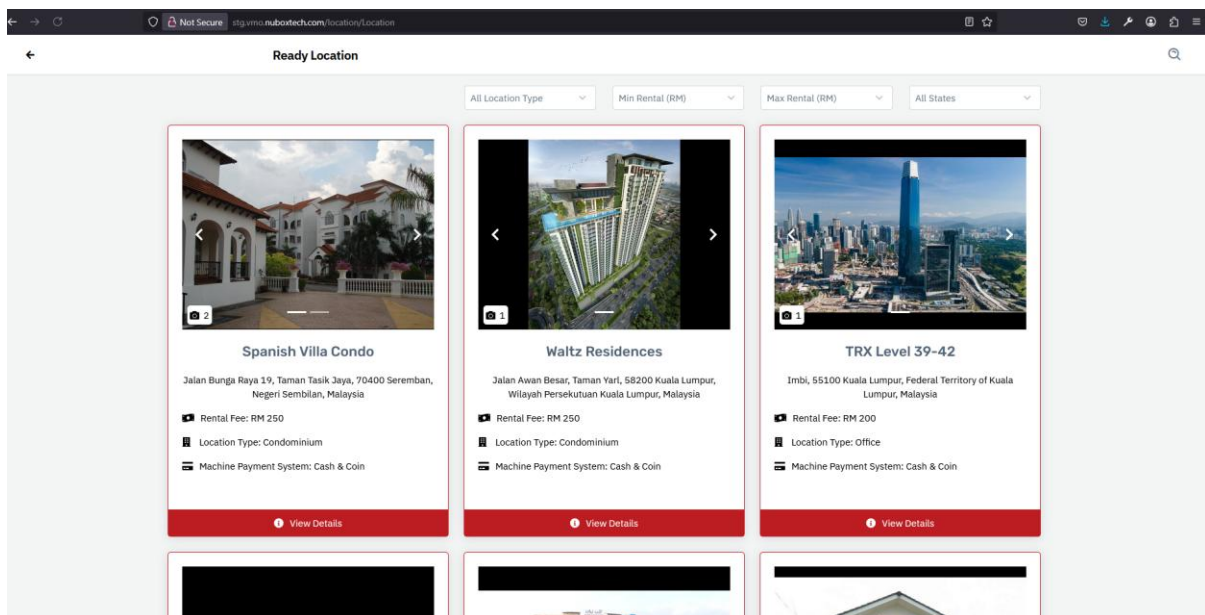 Not Secure stg.vmo.nuboxtech.com/location/Location
Ready Location
All Location Type
Min Rental (RM)
Max Rental (RM)
All States
2
Spanish Villa Condo
Jalan Bunga Raya 19, Taman Tasik Jaya, 70400 Seremban,
Negeri Sembilan, Malaysia
Rental Fee: RM 250
Location Type: Condominium
Machine Payment System: Cash & Coin
View Details
1
Waltz Residences
Jalan Awan Besar, Taman Yarl, 58200 Kuala Lumpur,
Wilayah Persekutuan Kuala Lumpur, Malaysia
Rental Fee: RM 250
Location Type: Condominium
Machine Payment System: Cash & Coin
View Details
1
TRX Level 39-42
Imbi, 55100 Kuala Lumpur, Federal Territory of Kuala
Lumpur, Malaysia
Rental Fee: RM 200
Location Type: Office
Machine Payment System: Cash & Coin
View Details